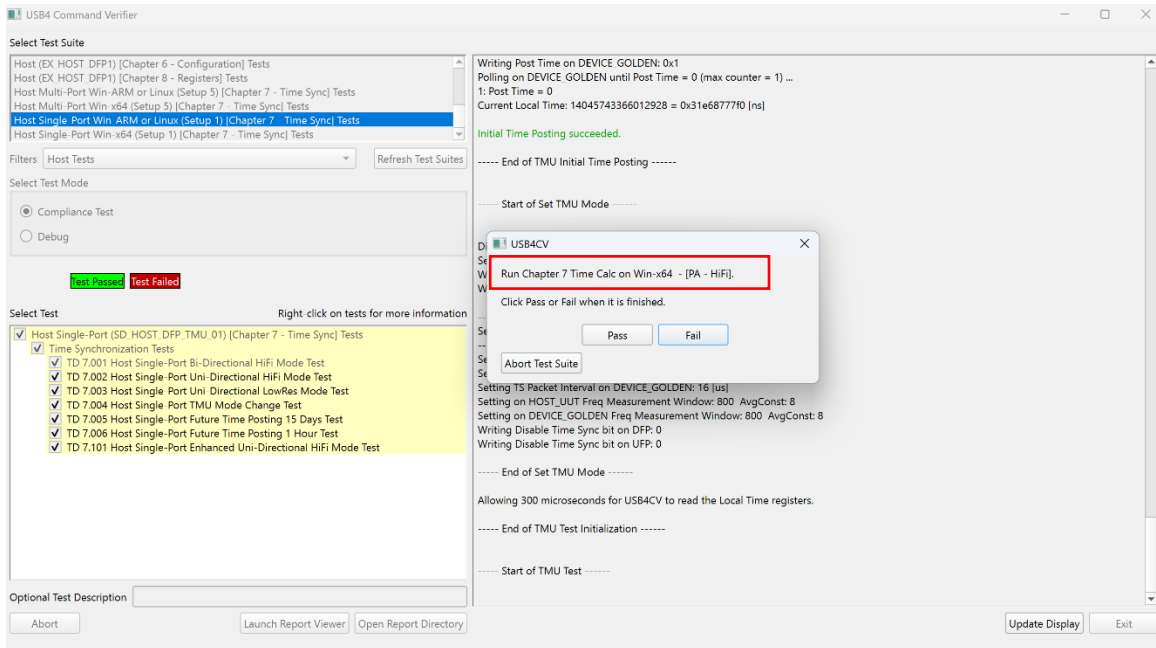 USB4 Command Verifier
Select Test Suite
Host (EX HOST DFP1) [Chapter 6 - Configuration] Tests
Host (EX HOST DFP1) [Chapter 8 - Registers] Tests
Host Multi-Port Win-ARM or Linux (Setup 5) [Chapter 7 - Time Sync] Tests
Host Multi-Port Win-x64 (Setup 5) [Chapter 7 - Time Sync] Tests
Host Single-Port Win-ARM or Linux (Setup 1) [Chapter 7 - Time Sync] Tests
Host Single-Port Win-x64 (Setup 1) [Chapter 7 - Time Sync] Tests
Filters Host Tests Refresh Test Suites
Select Test Mode
Compliance Test
Debug
Test Passed Test Failed
Select Test Right-click on tests for more information
Host Single-Port (SD_HOST_DFP_TMU_01) [Chapter 7 - Time Sync] Tests
Time Synchronization Tests
TD 7.001 Host Single-Port Bi-Directional HiFi Mode Test
TD 7.002 Host Single-Port Uni-Directional HiFi Mode Test
TD 7.003 Host Single-Port Uni-Directional LowRes Mode Test
TD 7.004 Host Single-Port TMU Mode Change Test
TD 7.005 Host Single-Port Future Time Posting 15 Days Test
TD 7.006 Host Single-Port Future Time Posting 1 Hour Test
TD 7.101 Host Single-Port Enhanced Uni-Directional HiFi Mode Test
Optional Test Description
Abort Launch Report Viewer Open Report Directory
Writing Post Time on DEVICE_GOLDEN: 0x1
Polling on DEVICE_GOLDEN until Post Time = 0 (max counter = 1) ...
1: Post Time = 0
Current Local Time: 14045743366012928 = 0x31e68777f0 [ns]
Initial Time Posting succeeded.
----- End of TMU Initial Time Posting ------
----- Start of Set TMU Mode ------
USB4CV
Run Chapter 7 Time Calc on Win-x64 - [PA - HiFi].
Click Pass or Fail when it is finished.
Pass Fail
Abort Test Suite
Setting TS Packet Interval on DEVICE_GOLDEN: 16 [us]
Setting on HOST_UUT Freq Measurement Window: 800 AvgConst: 8
Setting on DEVICE_GOLDEN Freq Measurement Window: 800 AvgConst: 8
Writing Disable Time Sync bit on DFP: 0
Writing Disable Time Sync bit on UFP: 0
----- End of Set TMU Mode ------
Allowing 300 microseconds for USB4CV to read the Local Time registers.
----- End of TMU Test Initialization ------
----- Start of TMU Test ------
Update Display Exit